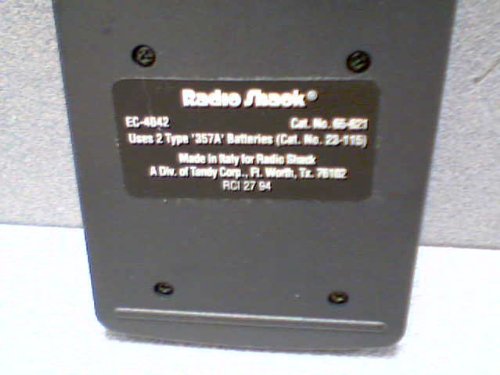 Radio Shack®
EC-4042 Cat. No. 65-621
Uses 2 Type '357A' Batteries (Cat. No. 23-115)
Made in Italy for Radio Shack
A Div. of Tandy Corp., Ft. Worth, Tx. 76102
RCI 27 94